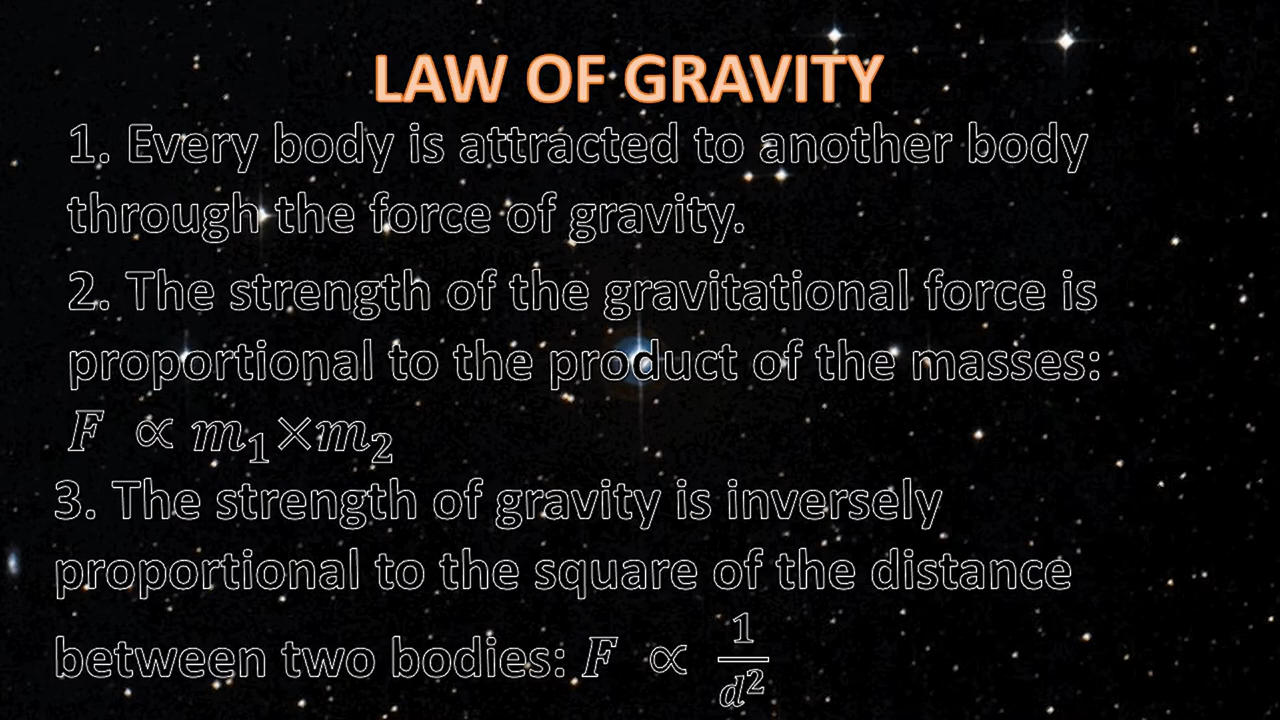 LAW OF GRAVITY
1. Every body is attracted to another body
through the force of gravity.
2. The strength of the gravitational force is
proportional to the product of the masses:
F ∝ m₁×m₂
3. The strength of gravity is inversely
proportional to the square of the distance
between two bodies: F ∝ 1/d²